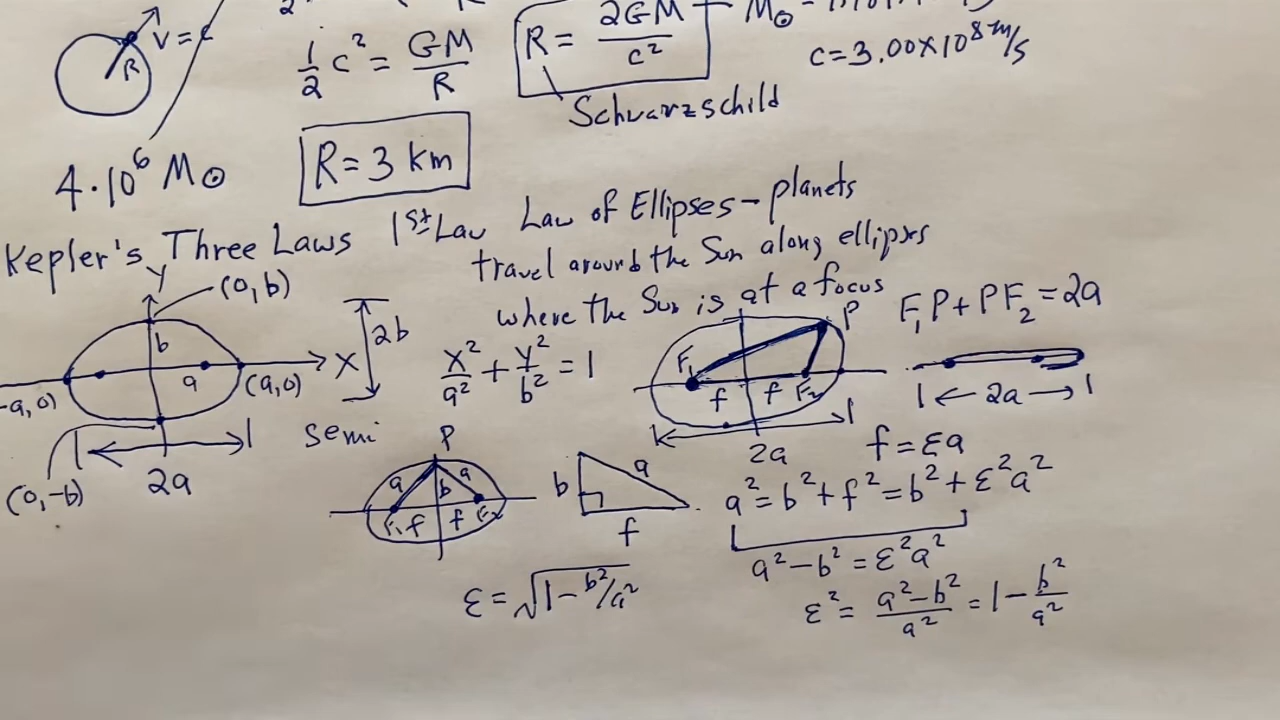 V = c
R
½ c² = GM/R
R = 2GM/c²
M⊙
c = 3.00×10⁸ m/s
Schwarzschild
4·10⁶ M⊙
R = 3 km
Kepler's Three Laws
1st Law Law of Ellipses – planets
travel around the Sun along ellipses
where the Sun is at a focus
y
(0,b)
b
a
x
-a,0)
(a,0)
2b
(0,-b)
2a
x²/a² + y²/b² = 1
semi
P
F₁
f
f
F₂
2a
F₁P + PF₂ = 2a
2a
f = εa
P
a
b
a
F₁
f
f
F₂
b
a
f
a² = b² + f² = b² + ε²a²
a² – b² = ε²a²
ε² = a²–b²/a² = 1 – b²/a²
ε = √1–b²/a²